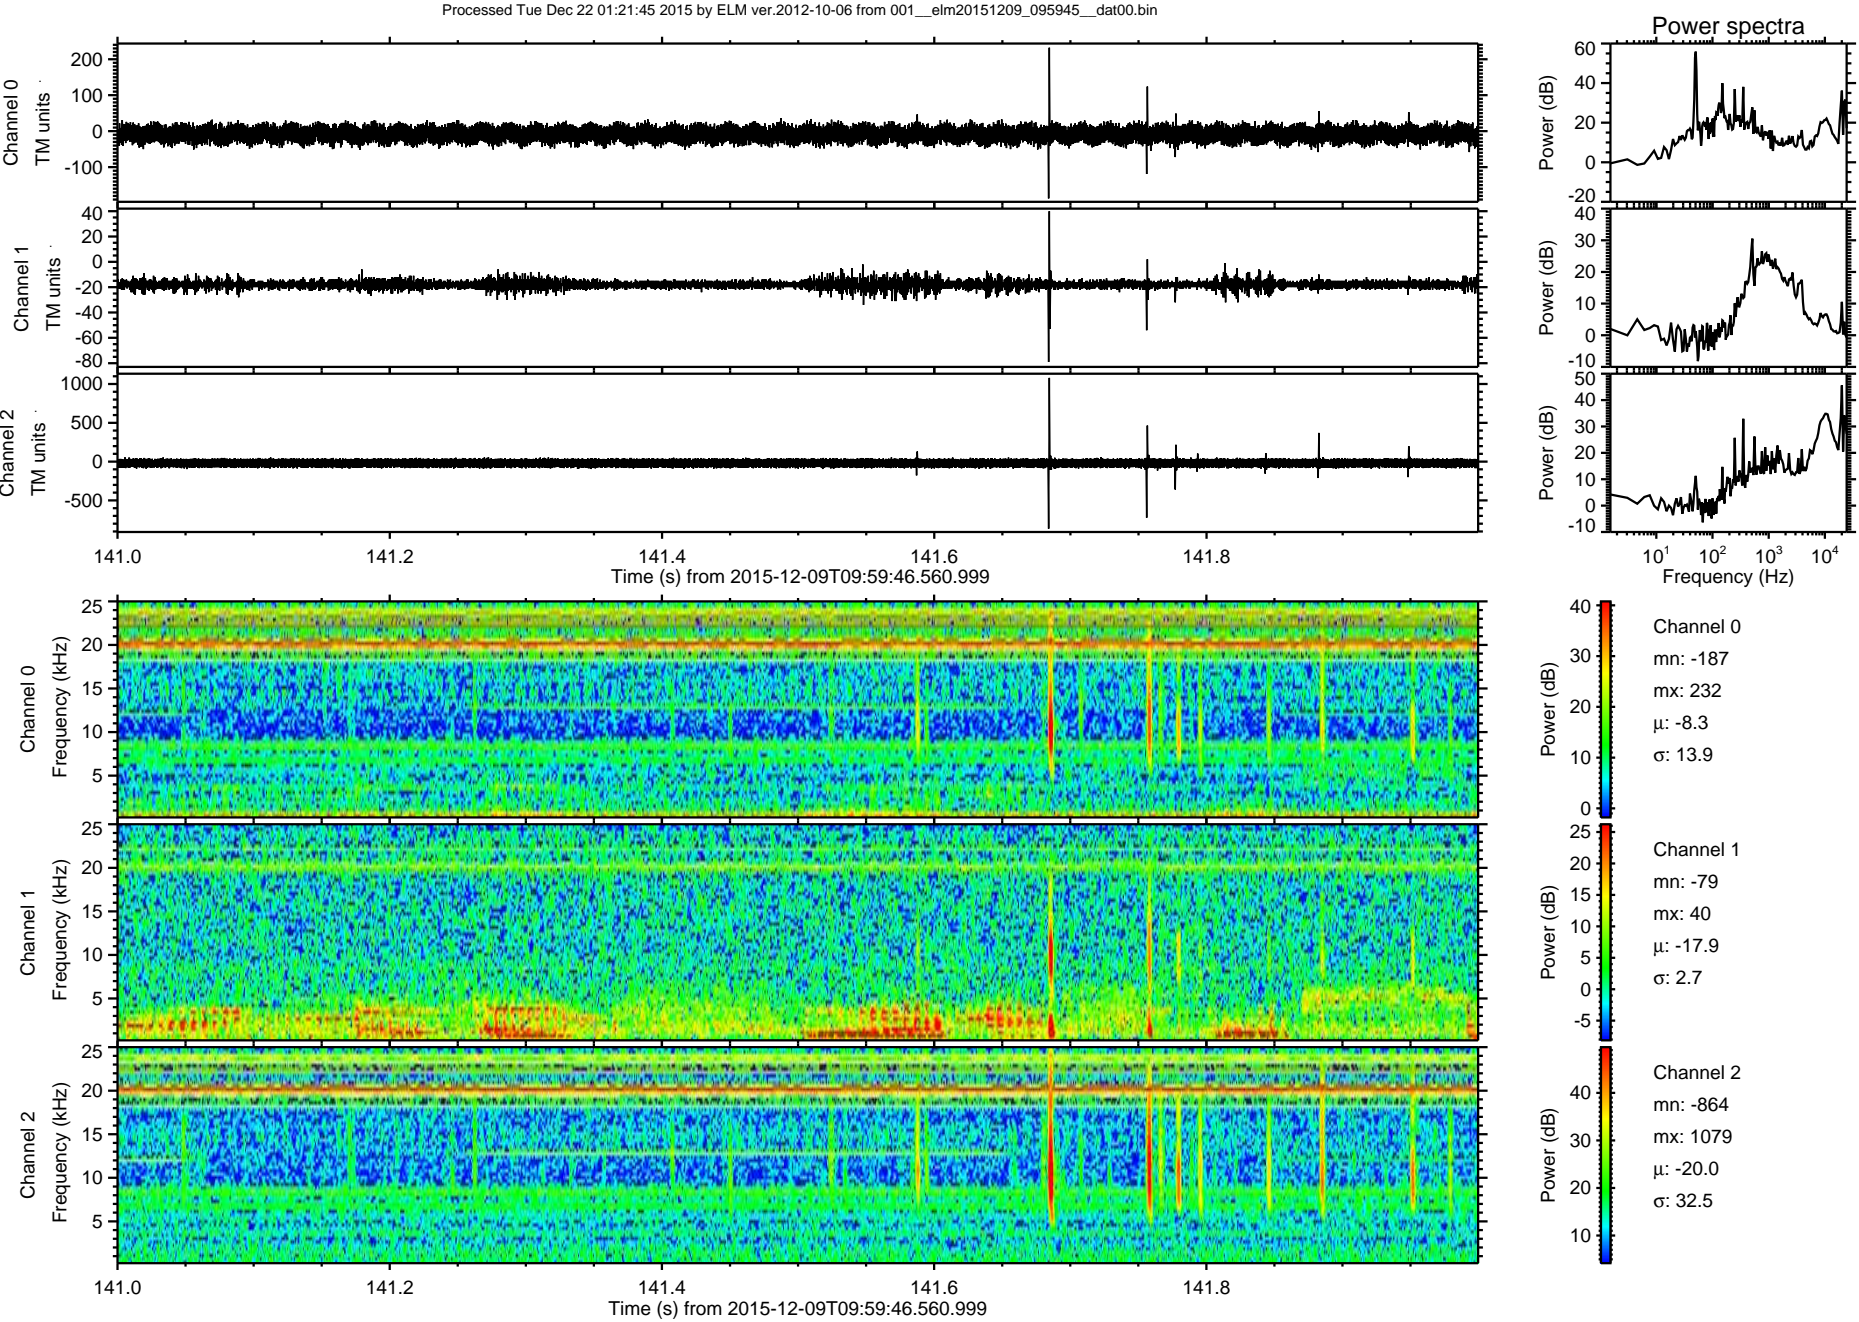 Processed Tue Dec 22 01:21:45 2015 by ELM ver.2012-10-06 from 001__elm20151209_095945__dat00.bin
Power spectra
Channel 0
TM units
200
100
0
-100
Power (dB)
60
40
20
0
-20
Channel 1
TM units
40
20
0
-20
-40
-60
-80
Power (dB)
40
30
20
10
0
-10
Channel 2
TM units
1000
500
0
-500
Power (dB)
50
40
30
20
10
0
-10
141.0 141.2 141.4 141.6 141.8
Time (s) from 2015-12-09T09:59:46.560.999
10^1 10^2 10^3 10^4
Frequency (Hz)
Channel 0
Frequency (kHz)
25
20
15
10
5
Power (dB)
40
30
20
10
0
Channel 0
mn: -187
mx: 232
μ: -8.3
σ: 13.9
Channel 1
Frequency (kHz)
25
20
15
10
5
Power (dB)
25
20
15
10
5
0
-5
Channel 1
mn: -79
mx: 40
μ: -17.9
σ: 2.7
Channel 2
Frequency (kHz)
25
20
15
10
5
Power (dB)
40
30
20
10
Channel 2
mn: -864
mx: 1079
μ: -20.0
σ: 32.5
141.0 141.2 141.4 141.6 141.8
Time (s) from 2015-12-09T09:59:46.560.999